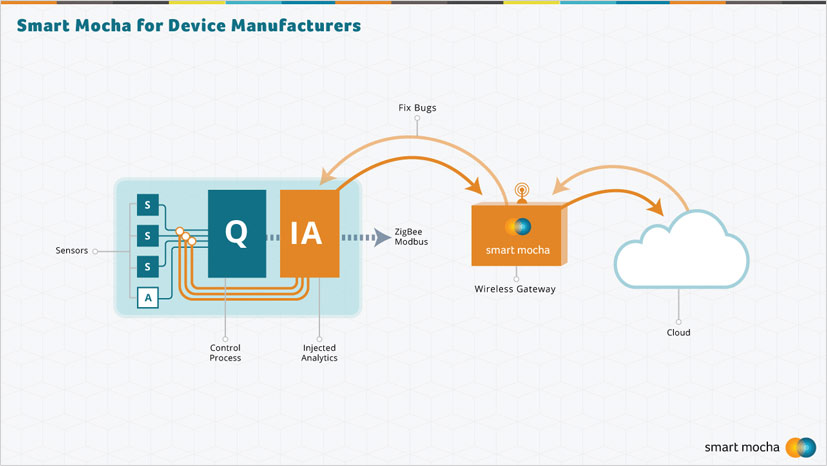 Smart Mocha for Device Manufacturers
Fix Bugs
S
S
S
A
Sensors
Q
IA
ZigBee
Modbus
smart mocha
Wireless Gateway
Cloud
Control
Process
Injected
Analytics
smart mocha